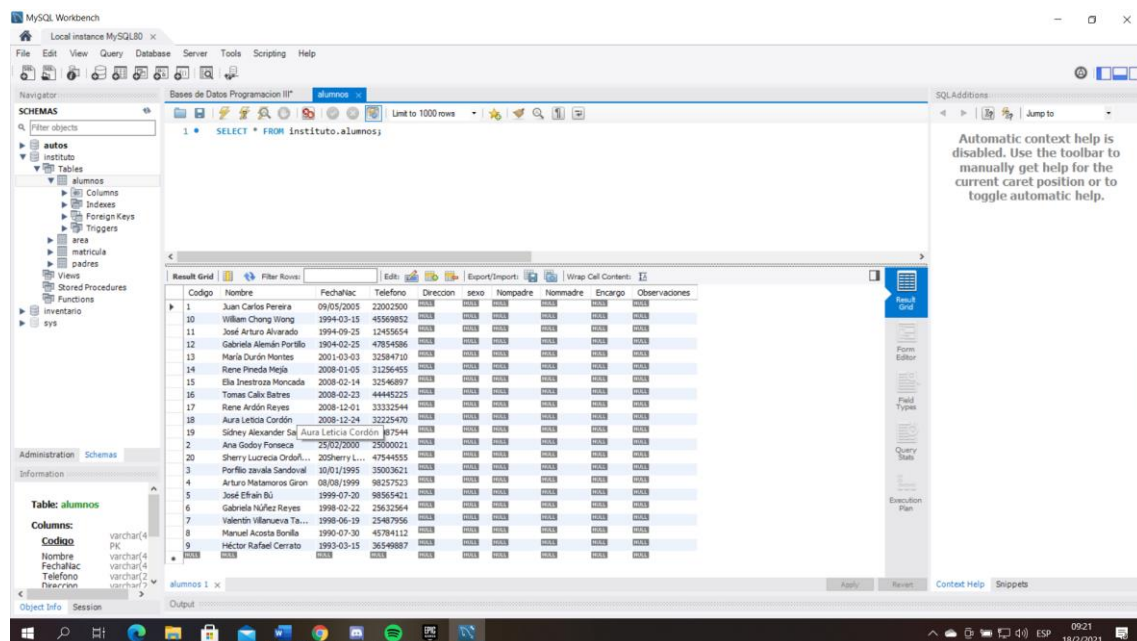 MySQL Workbench
Local instance MySQL80 ×
File Edit View Query Database Server Tools Scripting Help
Navigator
SCHEMAS
Filter objects
autos
instituto
Tables
alumnos
Columns
Indexes
Foreign Keys
Triggers
area
matricula
padres
Views
Stored Procedures
Functions
inventario
sys
Administration Schemas
Information
Table: alumnos
Columns:
Codigo varchar(4
PK
Nombre varchar(4
FechaNac varchar(4
Telefono varchar(2
Direccion varchar(2
Object Info Session
Bases de Datos Programacion III* alumnos ×
Limit to 1000 rows
1 SELECT * FROM instituto.alumnos;
Result Grid Filter Rows: Edit: Export/Import: Wrap Cell Content:
Codigo Nombre FechaNac Telefono Direccion sexo Nompadre Nommadre Encargo Observaciones
1 Juan Carlos Pereira 09/05/2005 22002500 NULL NULL NULL NULL NULL NULL
10 William Chong Wong 1994-03-15 45569852 NULL NULL NULL NULL NULL NULL
11 José Arturo Alvarado 1994-09-25 12455654 NULL NULL NULL NULL NULL NULL
12 Gabriela Alemán Portillo 1904-02-25 47854586 NULL NULL NULL NULL NULL NULL
13 María Durón Montes 2001-03-03 32584710 NULL NULL NULL NULL NULL NULL
14 Rene Pineda Mejía 2008-01-05 31256455 NULL NULL NULL NULL NULL NULL
15 Elia Inestroza Moncada 2008-02-14 32546897 NULL NULL NULL NULL NULL NULL
16 Tomas Calix Batres 2008-02-23 44445225 NULL NULL NULL NULL NULL NULL
17 Rene Ardón Reyes 2008-12-01 33332544 NULL NULL NULL NULL NULL NULL
18 Aura Leticia Cordón 2008-12-24 32225470 NULL NULL NULL NULL NULL NULL
19 Sidney Alexander Sa Aura Leticia Cordón 87544 NULL NULL NULL NULL NULL NULL
2 Ana Godoy Fonseca 25/02/2000 25000021 NULL NULL NULL NULL NULL NULL
20 Sherry Lucrecia Ordoñ... 20Sherry L... 47544555 NULL NULL NULL NULL NULL NULL
3 Porfilio zavala Sandoval 10/01/1995 35003621 NULL NULL NULL NULL NULL NULL
4 Arturo Matamoros Giron 08/08/1999 98257523 NULL NULL NULL NULL NULL NULL
5 José Efraín Bú 1999-07-20 98565421 NULL NULL NULL NULL NULL NULL
6 Gabriela Núñez Reyes 1998-02-22 25632564 NULL NULL NULL NULL NULL NULL
7 Valentín Villanueva Ta... 1998-06-19 25487956 NULL NULL NULL NULL NULL NULL
8 Manuel Acosta Bonilla 1990-07-30 45784112 NULL NULL NULL NULL NULL NULL
9 Héctor Rafael Cerrato 1993-03-15 36549887 NULL NULL NULL NULL NULL NULL
NULL NULL NULL NULL NULL NULL NULL NULL NULL NULL
Result
Grid
Form
Editor
Field
Types
Query
Stats
Execution
Plan
alumnos 1 × Apply Revert
Output
SQLAdditions
Jump to
Automatic context help is
disabled. Use the toolbar to
manually get help for the
current caret position or to
toggle automatic help.
Context Help Snippets
EPIC
ESP 09:21
18/2/2021